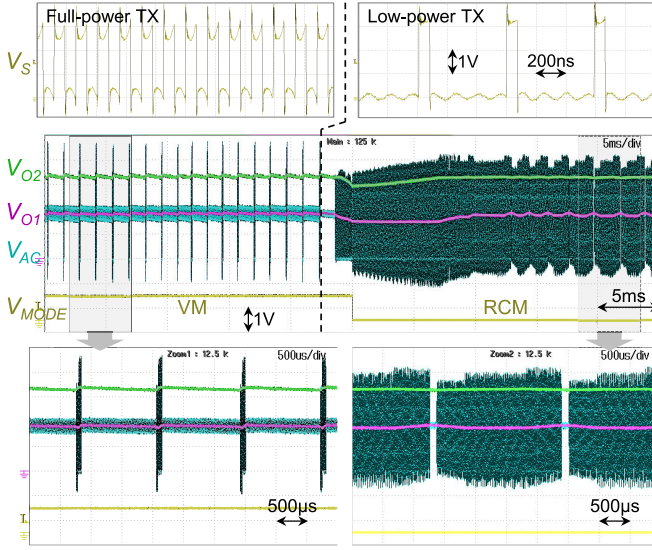 Full-power TX
Low-power TX
V_S
1V
200ns
Main : 125 k
5ms/div
V_O2
V_O1
V_AC
V_MODE
VM
RCM
5ms
1V
Zoom1 : 12.5 k
500us/div
Zoom2 : 12.5 k
500us/div
500μs
500μs